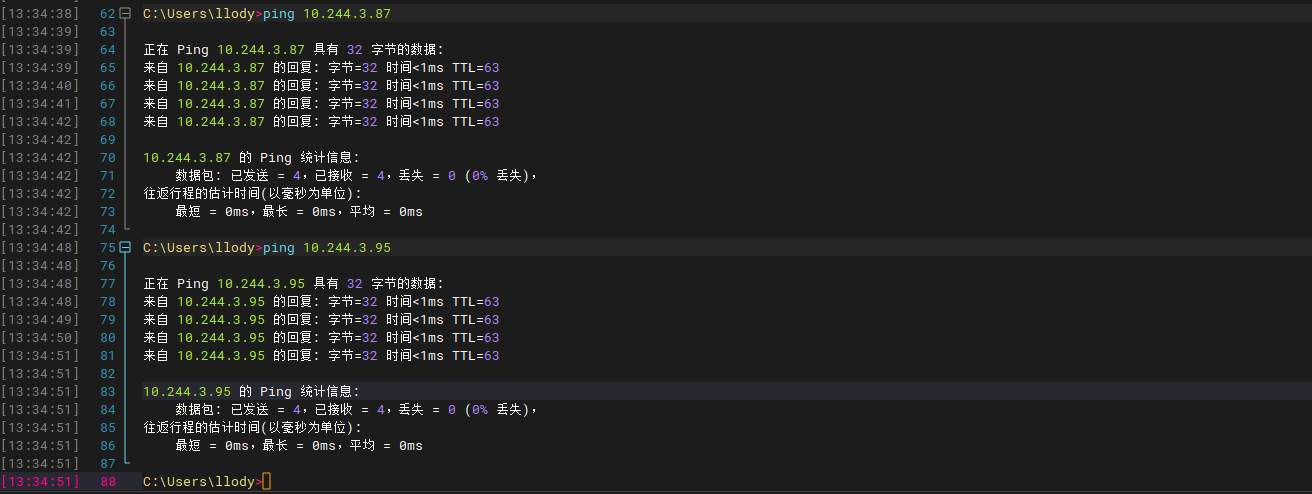 [13:34:38] 62 C:\Users\llody>ping 10.244.3.87
[13:34:39] 63
[13:34:39] 64 正在 Ping 10.244.3.87 具有 32 字节的数据:
[13:34:39] 65 来自 10.244.3.87 的回复: 字节=32 时间<1ms TTL=63
[13:34:40] 66 来自 10.244.3.87 的回复: 字节=32 时间<1ms TTL=63
[13:34:41] 67 来自 10.244.3.87 的回复: 字节=32 时间<1ms TTL=63
[13:34:42] 68 来自 10.244.3.87 的回复: 字节=32 时间<1ms TTL=63
[13:34:42] 69
[13:34:42] 70 10.244.3.87 的 Ping 统计信息:
[13:34:42] 71 数据包: 已发送 = 4，已接收 = 4，丢失 = 0 (0% 丢失)，
[13:34:42] 72 往返行程的估计时间(以毫秒为单位):
[13:34:42] 73 最短 = 0ms，最长 = 0ms，平均 = 0ms
[13:34:42] 74
[13:34:48] 75 C:\Users\llody>ping 10.244.3.95
[13:34:48] 76
[13:34:48] 77 正在 Ping 10.244.3.95 具有 32 字节的数据:
[13:34:48] 78 来自 10.244.3.95 的回复: 字节=32 时间<1ms TTL=63
[13:34:49] 79 来自 10.244.3.95 的回复: 字节=32 时间<1ms TTL=63
[13:34:50] 80 来自 10.244.3.95 的回复: 字节=32 时间<1ms TTL=63
[13:34:51] 81 来自 10.244.3.95 的回复: 字节=32 时间<1ms TTL=63
[13:34:51] 82
[13:34:51] 83 10.244.3.95 的 Ping 统计信息:
[13:34:51] 84 数据包: 已发送 = 4，已接收 = 4，丢失 = 0 (0% 丢失)，
[13:34:51] 85 往返行程的估计时间(以毫秒为单位):
[13:34:51] 86 最短 = 0ms，最长 = 0ms，平均 = 0ms
[13:34:51] 87
[13:34:51] 88 C:\Users\llody>